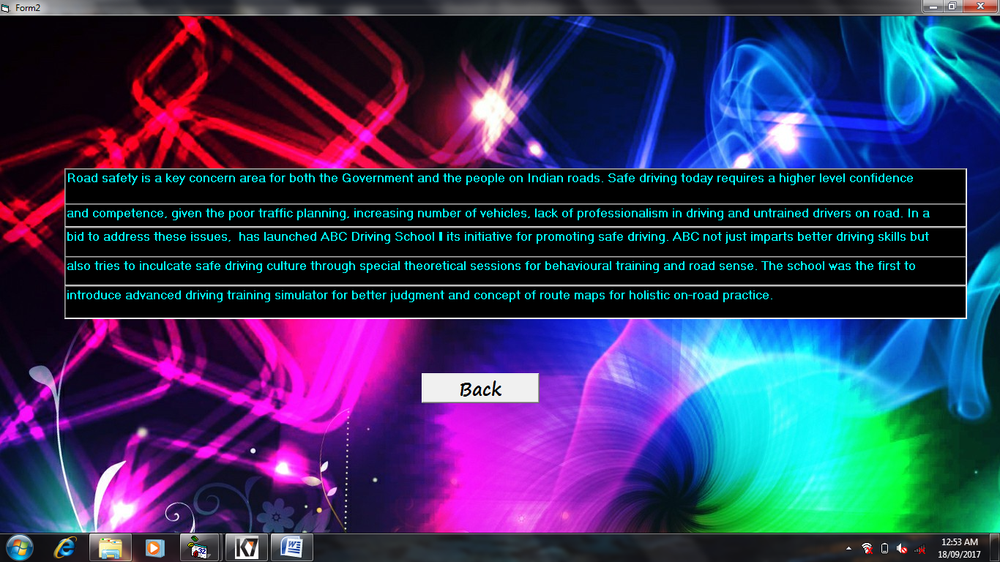 Form2
Road safety is a key concern area for both the Government and the people on Indian roads. Safe driving today requires a higher level confidence
and competence, given the poor traffic planning, increasing number of vehicles, lack of professionalism in driving and untrained drivers on road. In a
bid to address these issues,  has launched ABC Driving School ‖ its initiative for promoting safe driving. ABC not just imparts better driving skills but
also tries to inculcate safe driving culture through special theoretical sessions for behavioural training and road sense. The school was the first to
introduce advanced driving training simulator for better judgment and concept of route maps for holistic on-road practice.
Back
32
K7
W
12:53 AM
18/09/2017